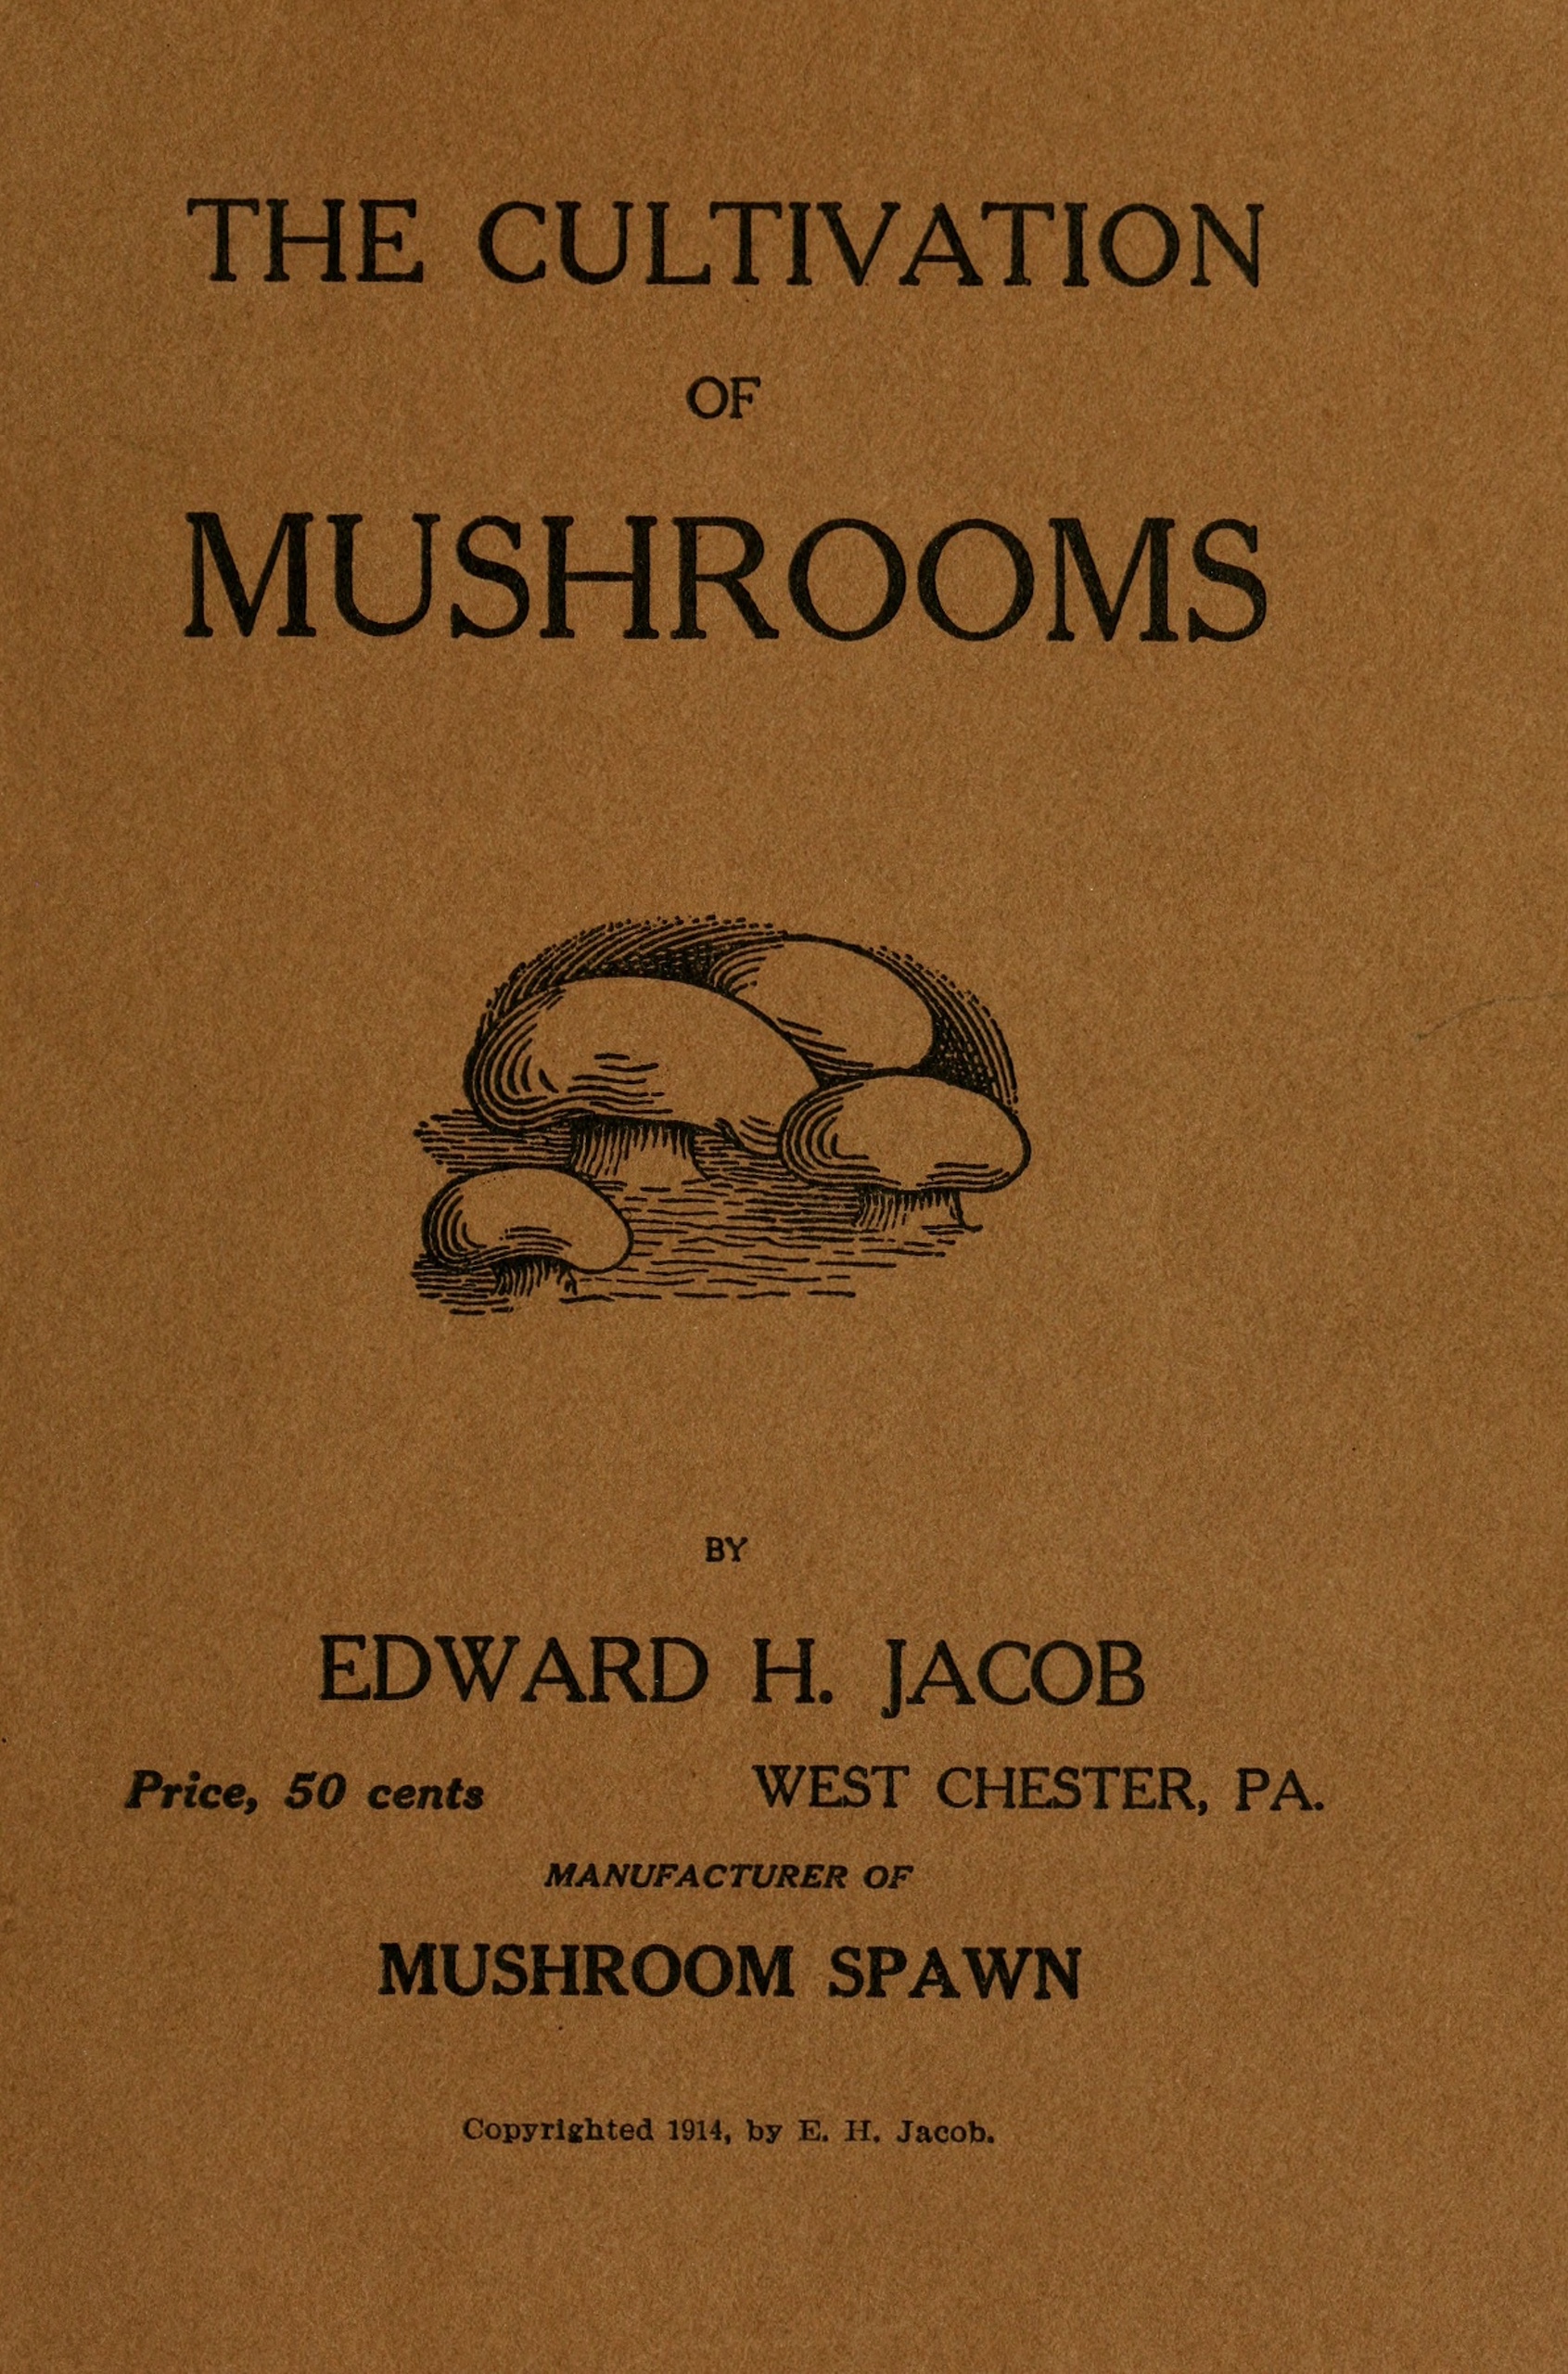 THE CULTIVATION
OF
MUSHROOMS
BY
EDWARD H. JACOB
Price, 50 cents WEST CHESTER, PA.
MANUFACTURER OF
MUSHROOM SPAWN
Copyrighted 1914, by E. H. Jacob.